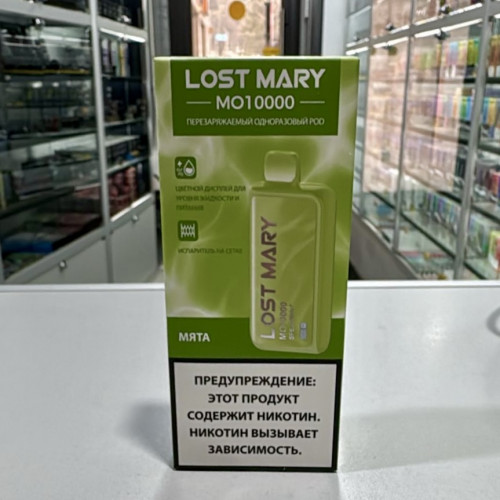 LOST MARY
MO10000
ПЕРЕЗАРЯЖАЕМЫЙ ОДНОРАЗОВЫЙ POD
ЦВЕТНОЙ ДИСПЛЕЙ ДЛЯ
УРОВНЯ ЖИДКОСТИ И
ПИТАНИЯ
ИСПАРИТЕЛЬ НА СЕТКЕ
LOST MARY
MO10000
МЯТА
ПРЕДУПРЕЖДЕНИЕ:
ЭТОТ ПРОДУКТ
СОДЕРЖИТ НИКОТИН.
НИКОТИН ВЫЗЫВАЕТ
ЗАВИСИМОСТЬ.